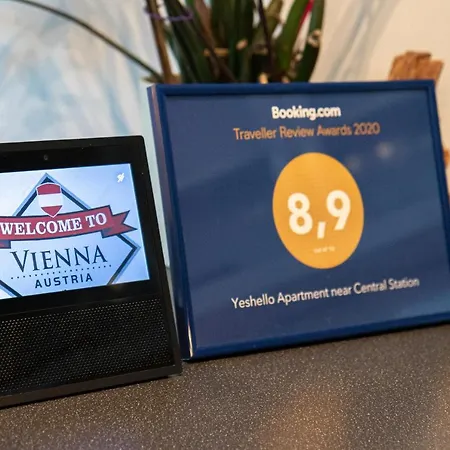 WELCOME TO
VIENNA
AUSTRIA
Booking.com
Traveller Review Awards 2020
8,9
Yeshello Apartment near Central Station